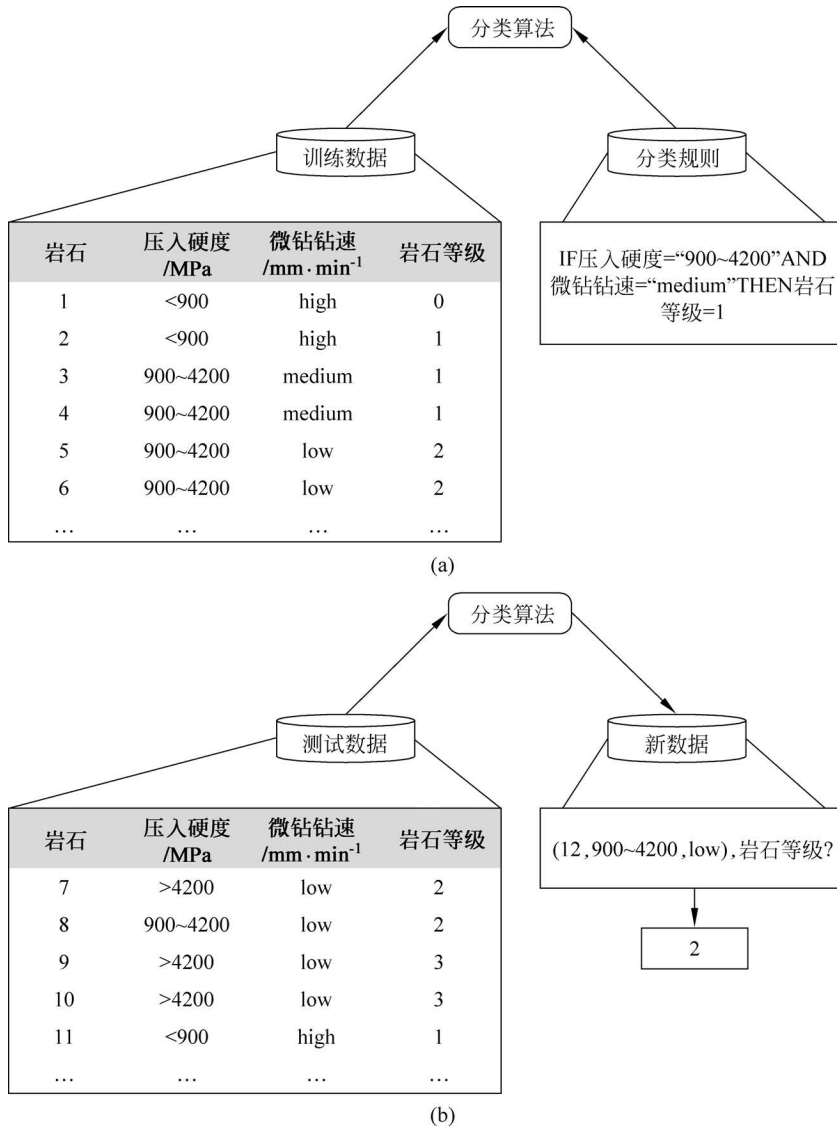 分类算法
训练数据
分类规则
岩石 压入硬度/MPa 微钻钻速/mm·min⁻¹ 岩石等级
1 <900 high 0
2 <900 high 1
3 900~4200 medium 1
4 900~4200 medium 1
5 900~4200 low 2
6 900~4200 low 2
… … … …
IF压入硬度=“900~4200”AND
微钻钻速=“medium”THEN岩石
等级=1
(a)
分类算法
测试数据
新数据
岩石 压入硬度/MPa 微钻钻速/mm·min⁻¹ 岩石等级
7 >4200 low 2
8 900~4200 low 2
9 >4200 low 3
10 >4200 low 3
11 <900 high 1
… … … …
(12,900~4200,low),岩石等级?
2
(b)